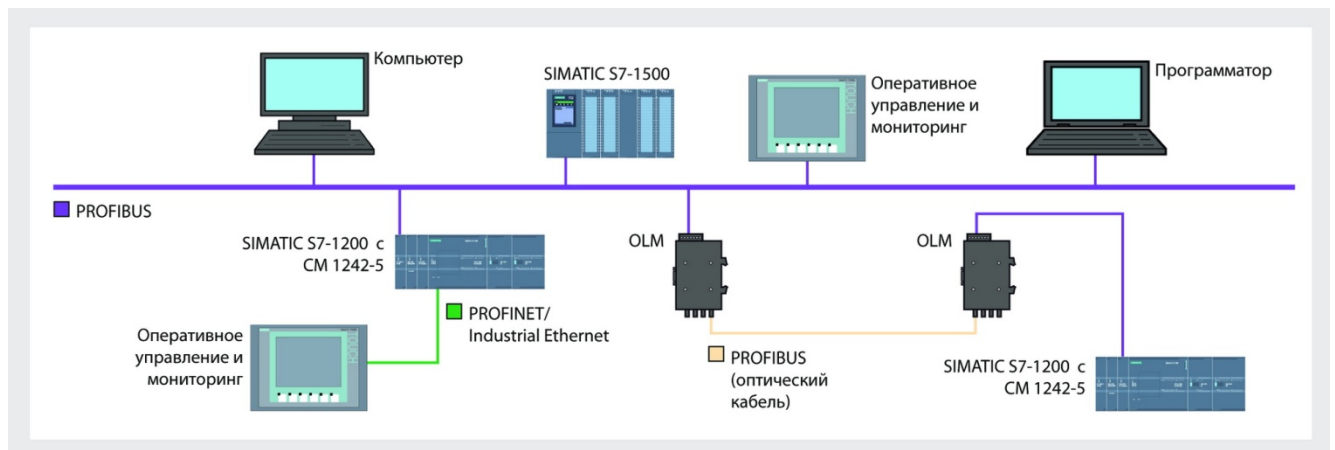 Компьютер
SIMATIC S7-1500
Оперативное
управление и
мониторинг
Программатор
PROFIBUS
SIMATIC S7-1200 с
CM 1242-5
OLM
OLM
PROFINET/
Industrial Ethernet
Оперативное
управление и
мониторинг
PROFIBUS
(оптический
кабель)
SIMATIC S7-1200 с
CM 1242-5